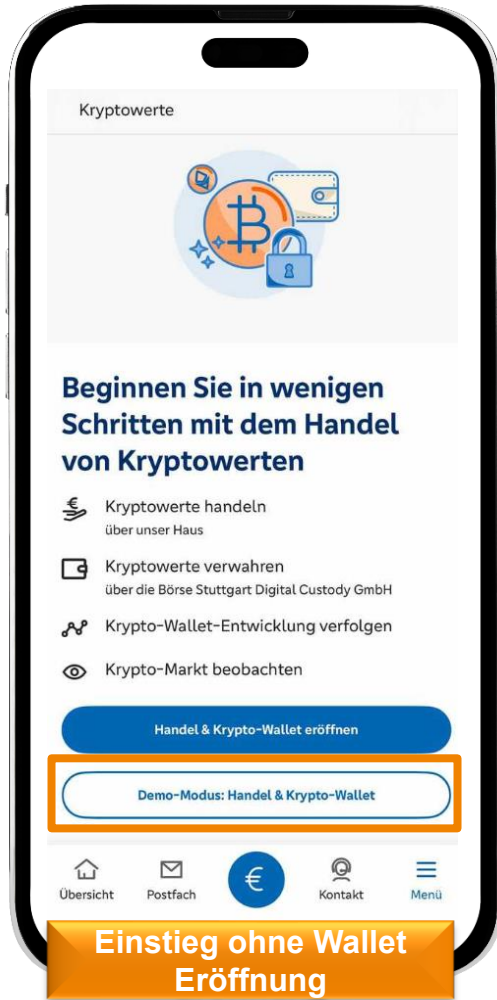 Kryptowerte
Beginnen Sie in wenigen
Schritten mit dem Handel
von Kryptowerten
Kryptowerte handeln
über unser Haus
Kryptowerte verwahren
über die Börse Stuttgart Digital Custody GmbH
Krypto-Wallet-Entwicklung verfolgen
Krypto-Markt beobachten
Handel & Krypto-Wallet eröffnen
Demo-Modus: Handel & Krypto-Wallet
Übersicht Postfach € Kontakt Menü
Einstieg ohne Wallet
Eröffnung